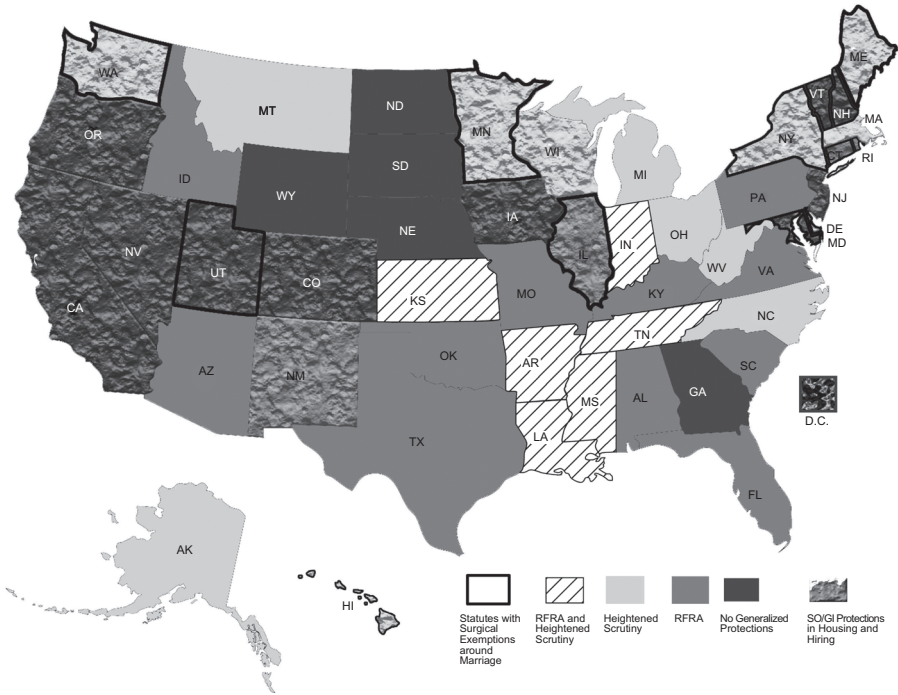 WA
OR
CA
NV
ID
MT
WY
UT
AZ
CO
NM
ND
SD
NE
KS
OK
TX
MN
IA
MO
AR
LA
WI
IL
MS
MI
IN
KY
TN
AL
OH
WV
GA
FL
SC
NC
VA
PA
NY
VT
NH
ME
MA
RI
CT
NJ
DE
MD
D.C.
AK
HI
Statutes with
Surgical
Exemptions
around
Marriage
RFRA and
Heightened
Scrutiny
Heightened
Scrutiny
RFRA
No Generalized
Protections
SO/GI Protections
in Housing and
Hiring